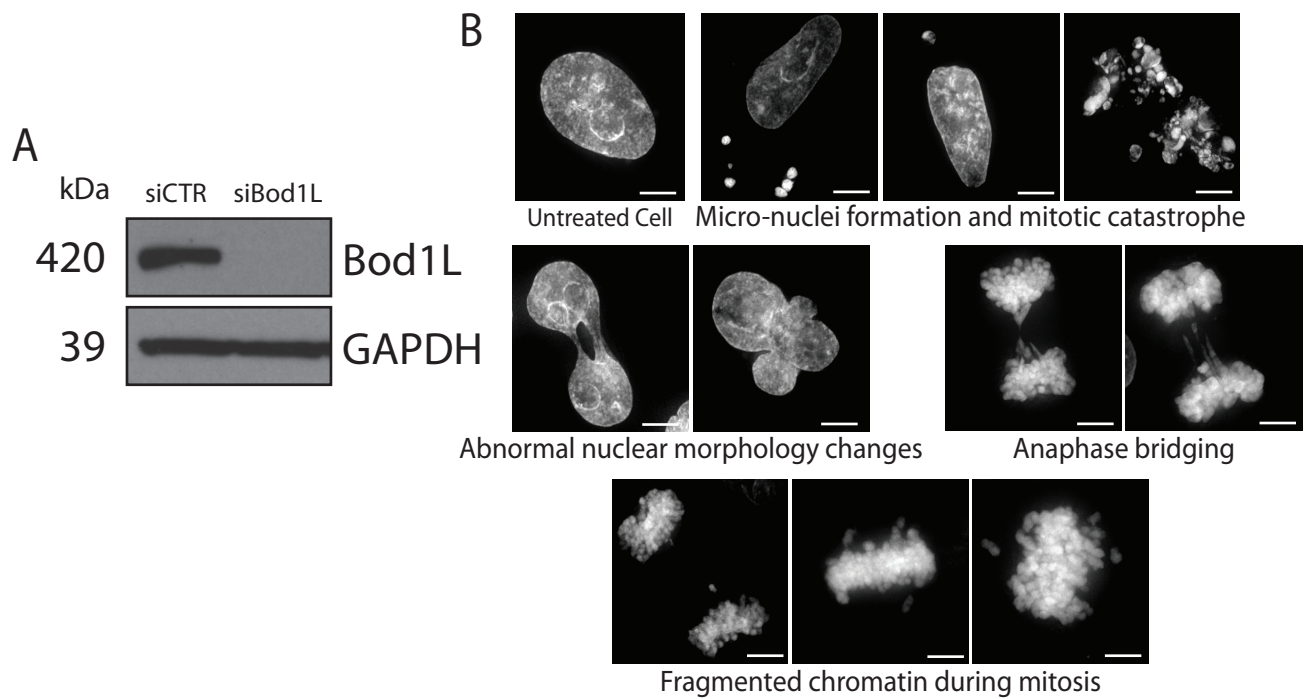 A
kDa
siCTR siBod1L
420 Bod1L
39 GAPDH
B
Untreated Cell
Micro-nuclei formation and mitotic catastrophe
Abnormal nuclear morphology changes
Anaphase bridging
Fragmented chromatin during mitosis